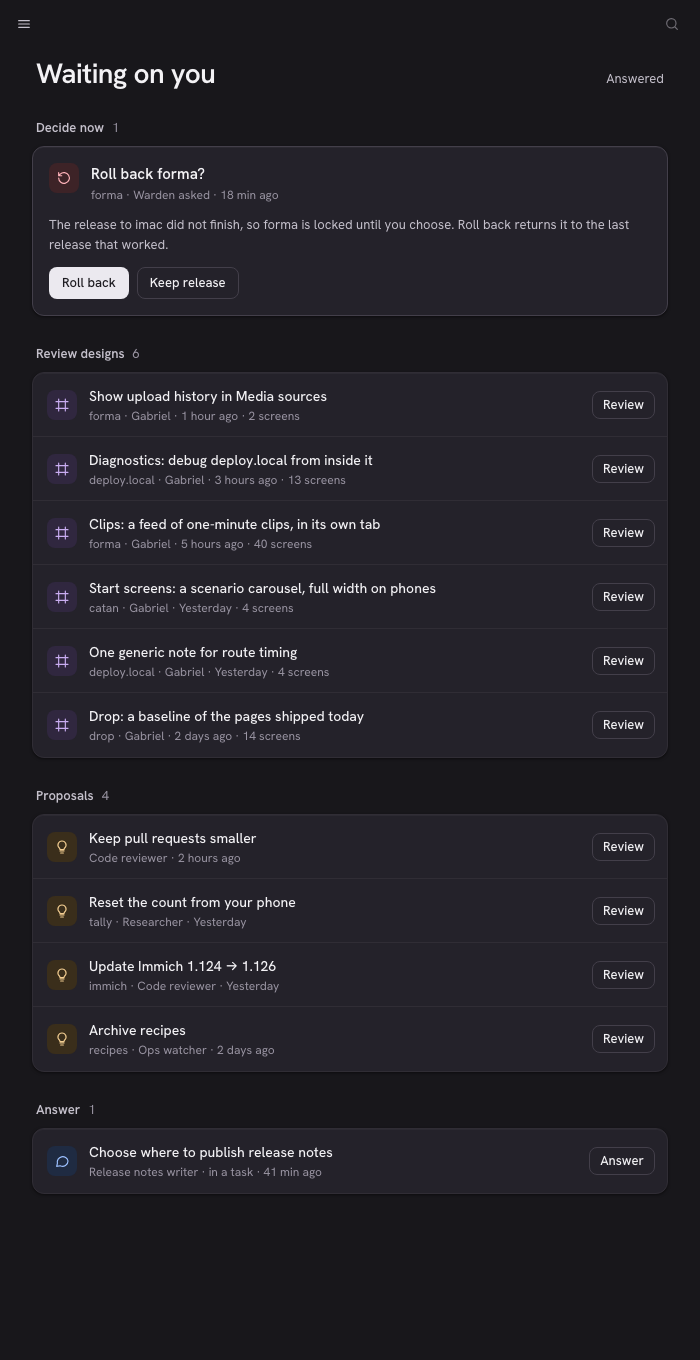 Waiting on you
Answered
Decide now 1
Roll back forma?
forma · Warden asked · 18 min ago
The release to imac did not finish, so forma is locked until you choose. Roll back returns it to the last
release that worked.
Roll back
Keep release
Review designs 6
Show upload history in Media sources
forma · Gabriel · 1 hour ago · 2 screens
Review
Diagnostics: debug deploy.local from inside it
deploy.local · Gabriel · 3 hours ago · 13 screens
Review
Clips: a feed of one-minute clips, in its own tab
forma · Gabriel · 5 hours ago · 40 screens
Review
Start screens: a scenario carousel, full width on phones
catan · Gabriel · Yesterday · 4 screens
Review
One generic note for route timing
deploy.local · Gabriel · Yesterday · 4 screens
Review
Drop: a baseline of the pages shipped today
drop · Gabriel · 2 days ago · 14 screens
Review
Proposals 4
Keep pull requests smaller
Code reviewer · 2 hours ago
Review
Reset the count from your phone
tally · Researcher · Yesterday
Review
Update Immich 1.124 → 1.126
immich · Code reviewer · Yesterday
Review
Archive recipes
recipes · Ops watcher · 2 days ago
Review
Answer 1
Choose where to publish release notes
Release notes writer · in a task · 41 min ago
Answer